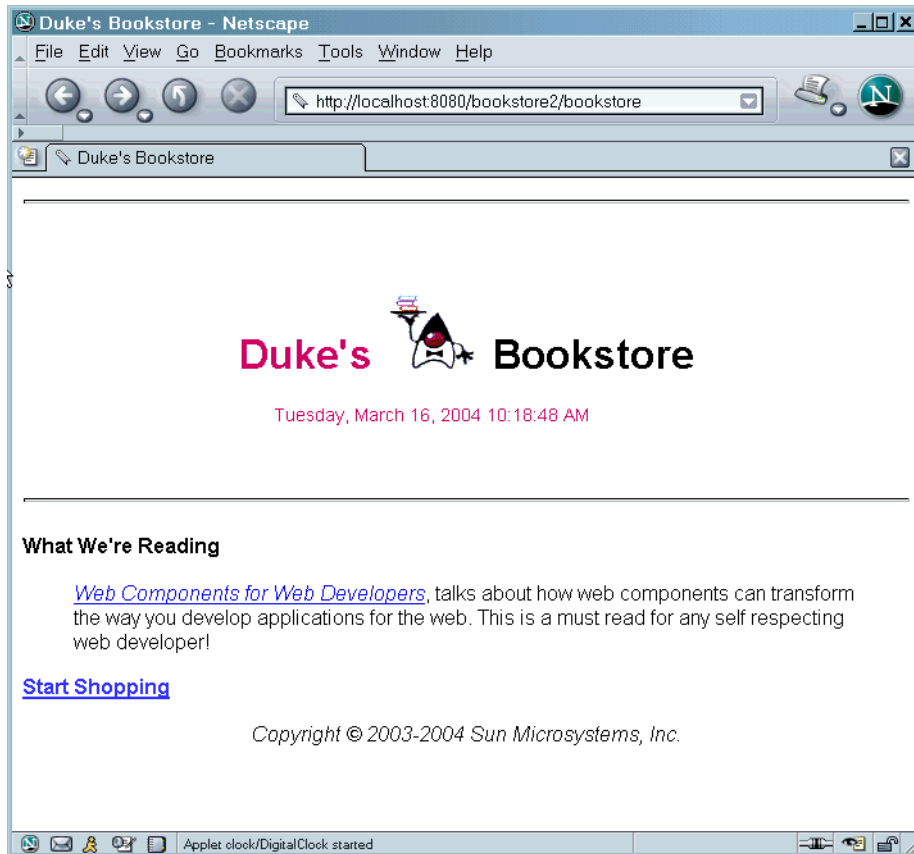 Duke's Bookstore - Netscape
File Edit View Go Bookmarks Tools Window Help
http://localhost:8080/bookstore2/bookstore
N
Duke's Bookstore
Duke's Bookstore
Tuesday, March 16, 2004 10:18:48 AM
What We're Reading
Web Components for Web Developers, talks about how web components can transform
the way you develop applications for the web. This is a must read for any self respecting
web developer!
Start Shopping
Copyright © 2003-2004 Sun Microsystems, Inc.
Applet clock/DigitalClock started